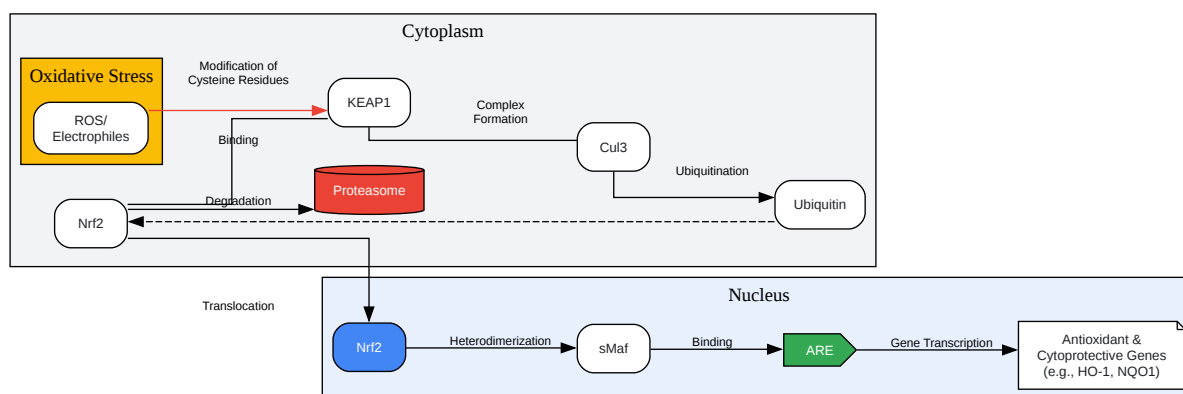 Cytoplasm
Oxidative Stress
Modification of
Cysteine Residues
KEAP1
Complex
Formation
ROS/
Electrophiles
Binding
Cul3
Ubiquitination
Degradation
Proteasome
Nrf2
Ubiquitin
Translocation
Nucleus
Nrf2
Heterodimerization
sMaf
Binding
ARE
Gene Transcription
Antioxidant &
Cytoprotective Genes
(e.g., HO-1, NQO1)